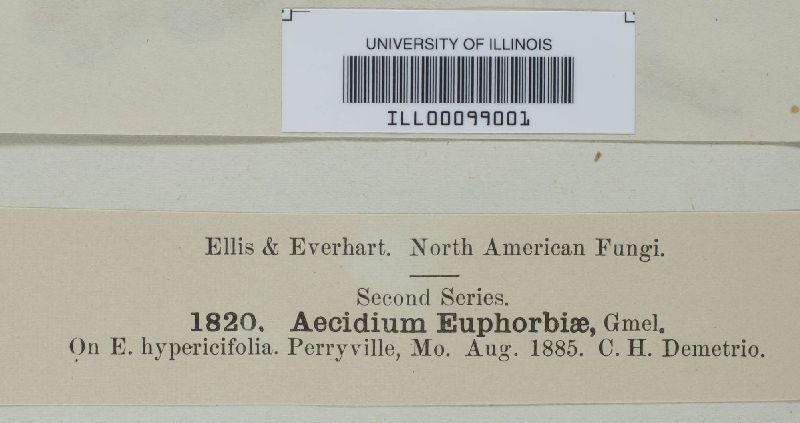 UNIVERSITY OF ILLINOIS
ILL00099001
Ellis & Everhart. North American Fungi.
Second Series.
1820. Aecidium Euphorbiæ, Gmel.
On E. hypericifolia. Perryville, Mo. Aug. 1885. C. H. Demetrio.